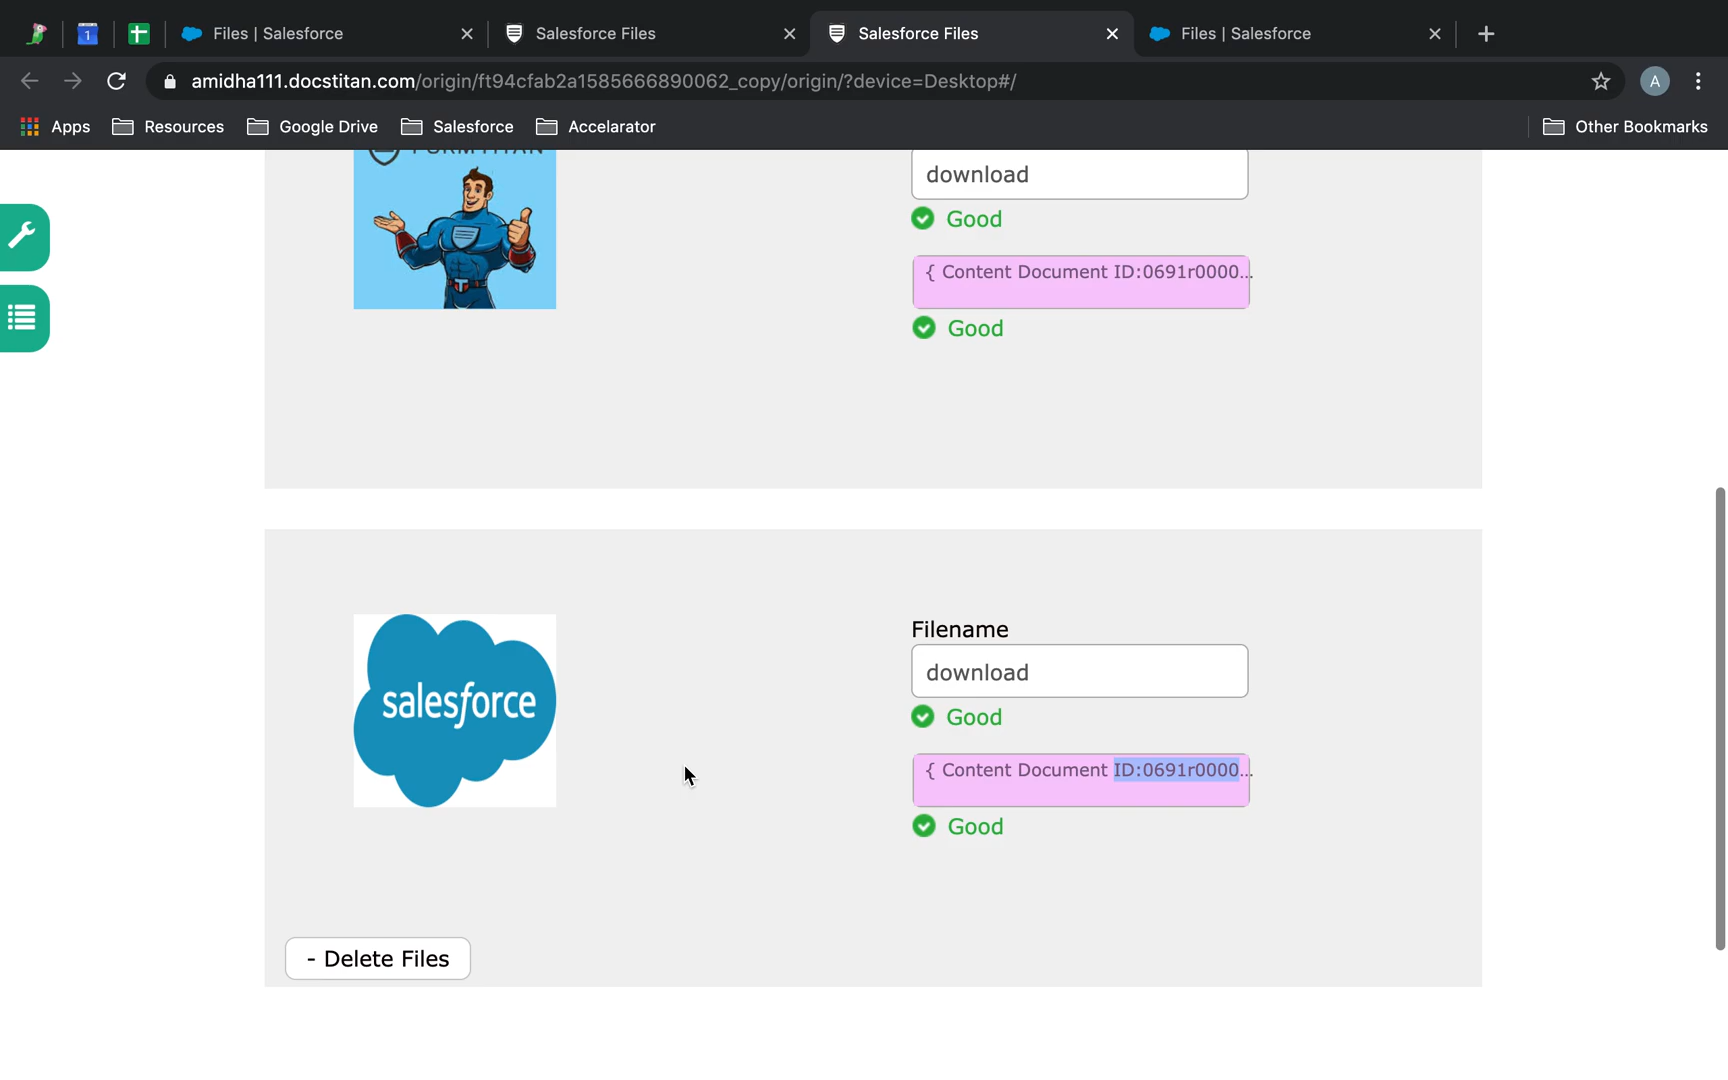 Files | Salesforce
Salesforce Files
Salesforce Files
Files | Salesforce
1
amidha111.docstitan.com/origin/ft94cfab2a1585666890062_copy/origin/?device=Desktop#/
A
Apps
Resources
Google Drive
Salesforce
Accelarator
Other Bookmarks
download
Good
{ Content Document ID:0691r0000...
Good
T
salesforce
Filename
download
Good
{ Content Document ID:0691r0000...
Good
- Delete Files